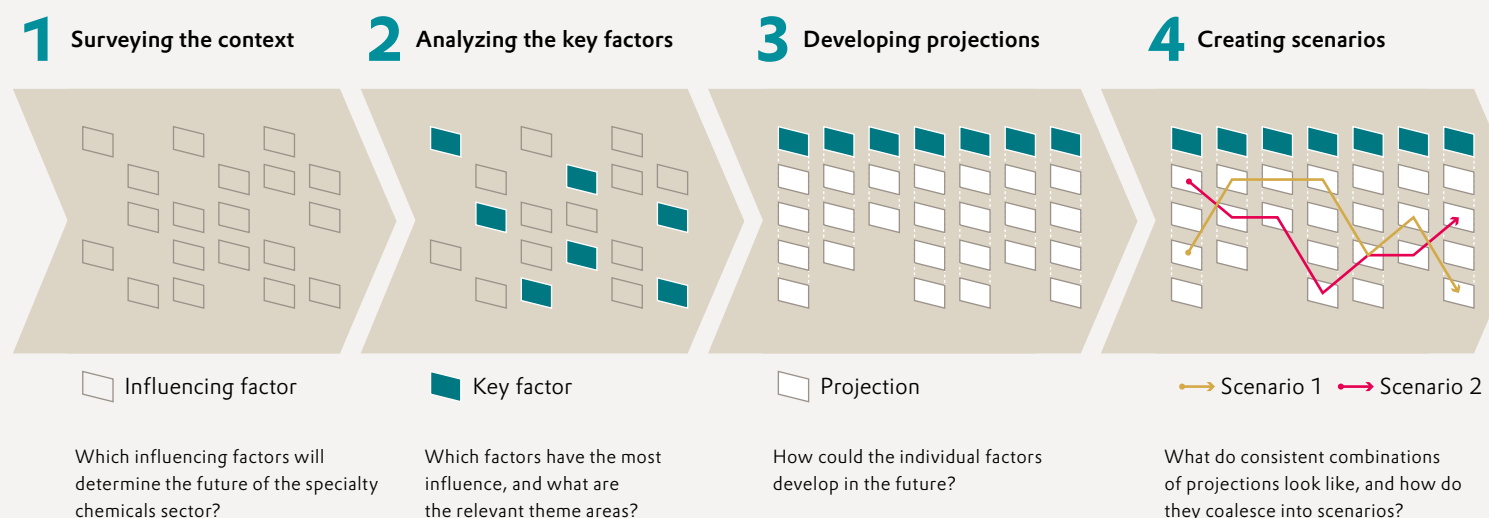 1 Surveying the context
2 Analyzing the key factors
3 Developing projections
4 Creating scenarios
Influencing factor
Key factor
Projection
Scenario 1
Scenario 2
Which influencing factors will
determine the future of the specialty
chemicals sector?
Which factors have the most
influence, and what are
the relevant theme areas?
How could the individual factors
develop in the future?
What do consistent combinations
of projections look like, and how do
they coalesce into scenarios?